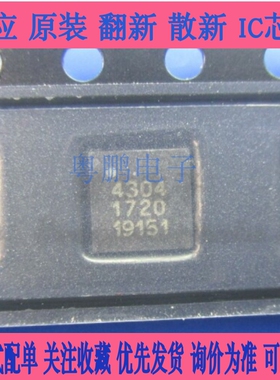 应 原装 翻新 散新 IC芯
粤鹏电子
4304
1720
19151
式配单 关注收藏 优先发货 询价为准 可